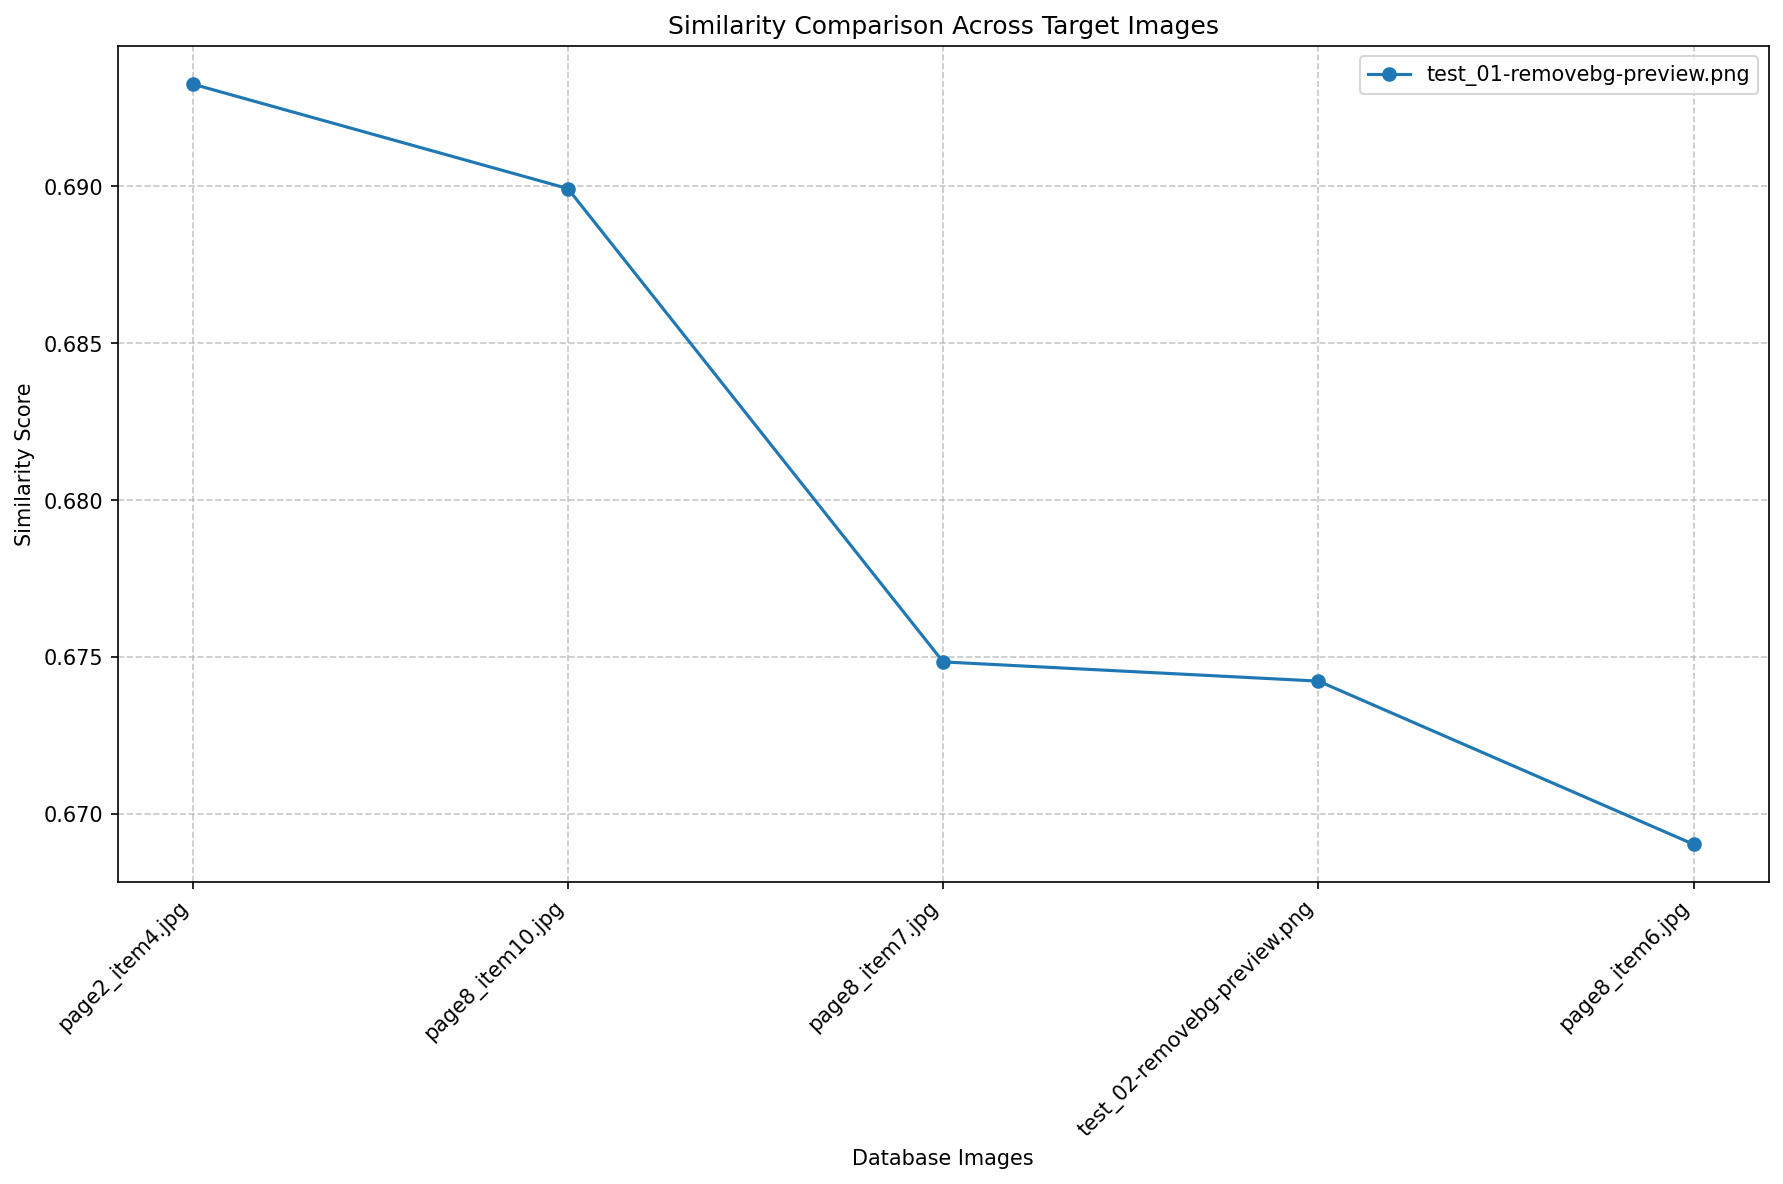 Similarity Comparison Across Target Images
test_01-removebg-preview.png
Similarity Score
0.690
0.685
0.680
0.675
0.670
page2_item4.jpg
page8_item10.jpg
page8_item7.jpg
test_02-removebg-preview.png
page8_item6.jpg
Database Images